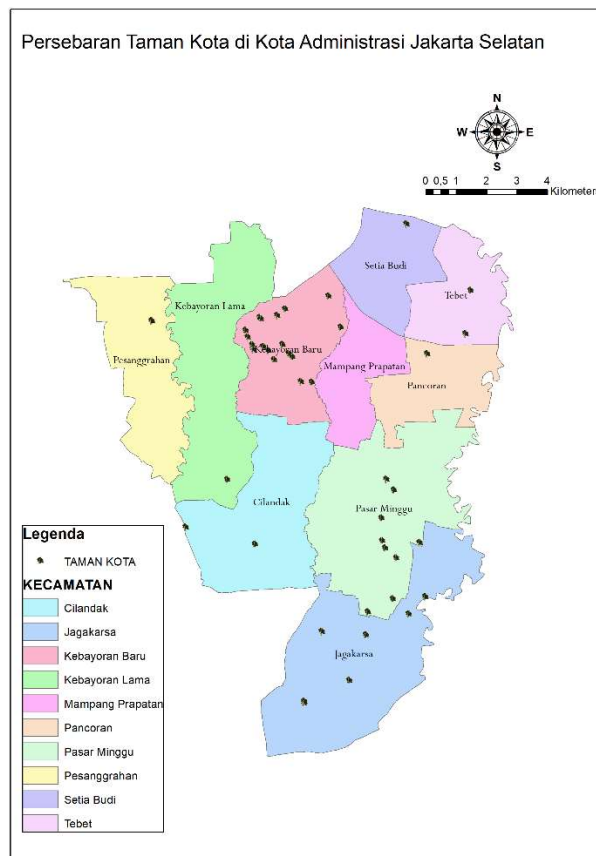 Persebaran Taman Kota di Kota Administrasi Jakarta Selatan
N
W E
S
0 0,5 1 2 3 4
Kilometer
Setia Budi
Tebet
Kebayoran Lama
Pesanggrahan
Kebayoran Baru
Mampang Prapatan
Pancoran
Cilandak
Pasar Minggu
Jagakarsa
Legenda
TAMAN KOTA
KECAMATAN
Cilandak
Jagakarsa
Kebayoran Baru
Kebayoran Lama
Mampang Prapatan
Pancoran
Pasar Minggu
Pesanggrahan
Setia Budi
Tebet